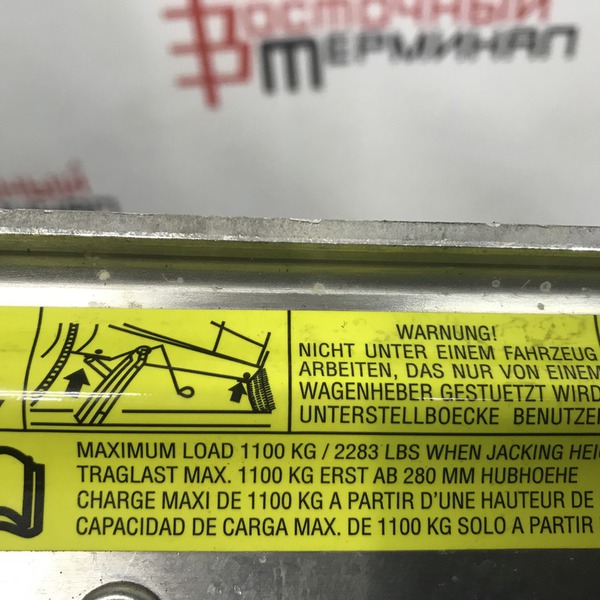 Восточный
Терминал
ЧНЫЙ
WARNUNG!
NICHT UNTER EINEM FAHRZEUG
ARBEITEN, DAS NUR VON EINEM
WAGENHEBER GESTUETZT WIRD
UNTERSTELLBOECKE BENUTZEN
MAXIMUM LOAD 1100 KG / 2283 LBS WHEN JACKING HEI
TRAGLAST MAX. 1100 KG ERST AB 280 MM HUBHOEHE
CHARGE MAXI DE 1100 KG A PARTIR D'UNE HAUTEUR DE
CAPACIDAD DE CARGA MAX. DE 1100 KG SOLO A PARTIR